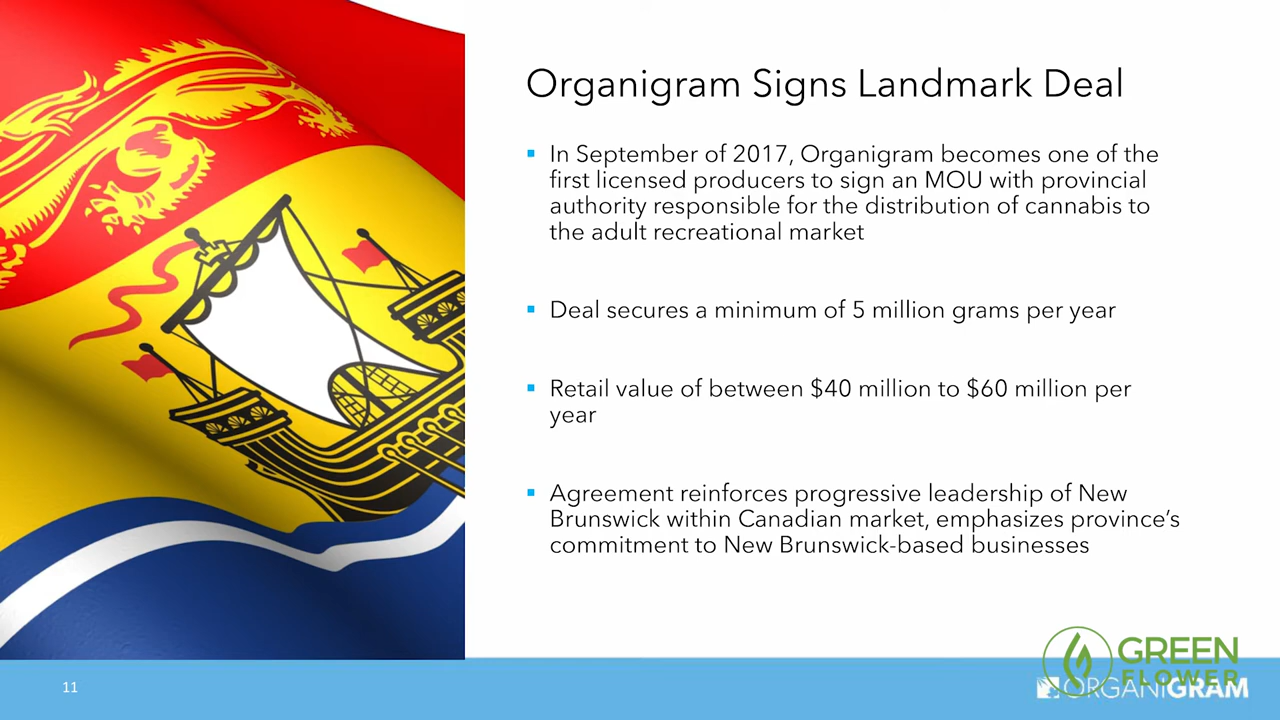 Organigram Signs Landmark Deal
▪ In September of 2017, Organigram becomes one of the
first licensed producers to sign an MOU with provincial
authority responsible for the distribution of cannabis to
the adult recreational market
▪ Deal secures a minimum of 5 million grams per year
▪ Retail value of between $40 million to $60 million per
year
▪ Agreement reinforces progressive leadership of New
Brunswick within Canadian market, emphasizes province’s
commitment to New Brunswick-based businesses
GREEN
FLOWER
11
ORGANIGRAM